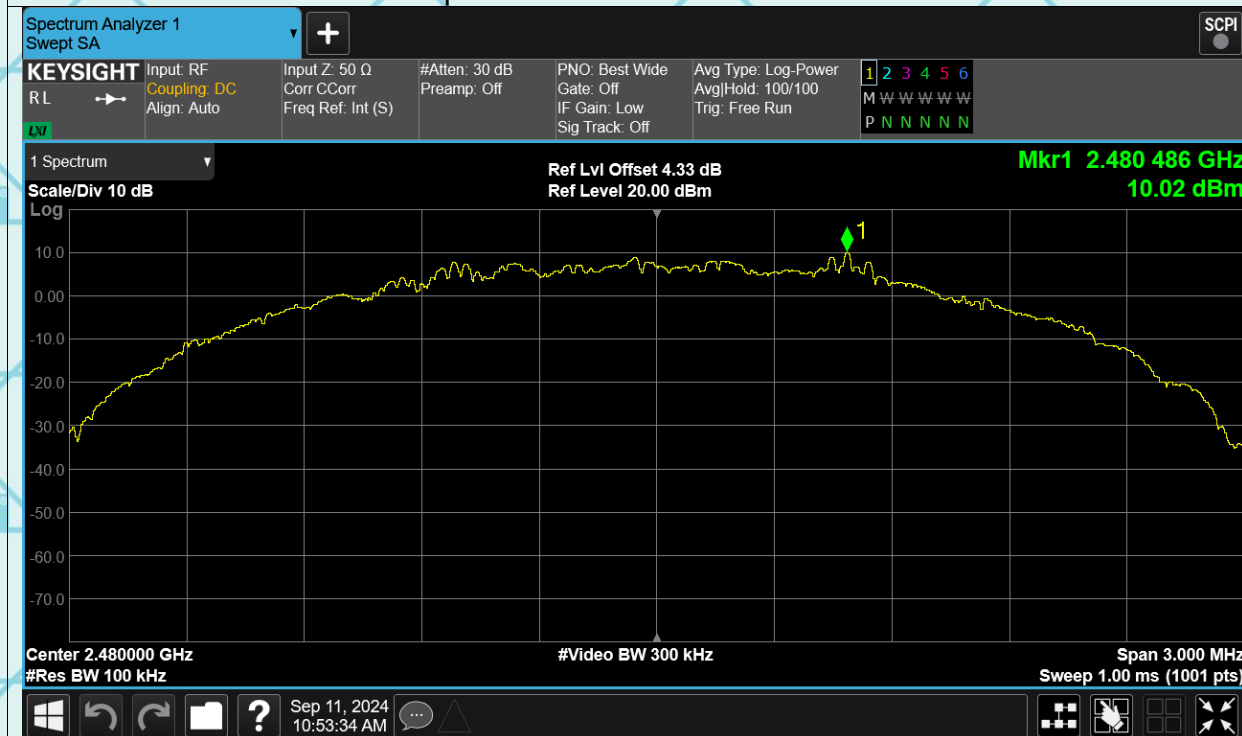 Spectrum Analyzer 1
Swept SA
+
SCPI
KEYSIGHT
RL
LXI
Input: RF
Coupling: DC
Align: Auto
Input Z: 50 Ω
Corr CCorr
Freq Ref: Int (S)
#Atten: 30 dB
Preamp: Off
PNO: Best Wide
Gate: Off
IF Gain: Low
Sig Track: Off
Avg Type: Log-Power
Avg|Hold: 100/100
Trig: Free Run
1 2 3 4 5 6
M W W W W W
P N N N N N
1 Spectrum
Scale/Div 10 dB
Log
Ref Lvl Offset 4.33 dB
Ref Level 20.00 dBm
Mkr1 2.480 486 GHz
10.02 dBm
1
10.0
0.00
-10.0
-20.0
-30.0
-40.0
-50.0
-60.0
-70.0
Center 2.480000 GHz
#Res BW 100 kHz
#Video BW 300 kHz
Span 3.000 MHz
Sweep 1.00 ms (1001 pts)
?
Sep 11, 2024
10:53:34 AM